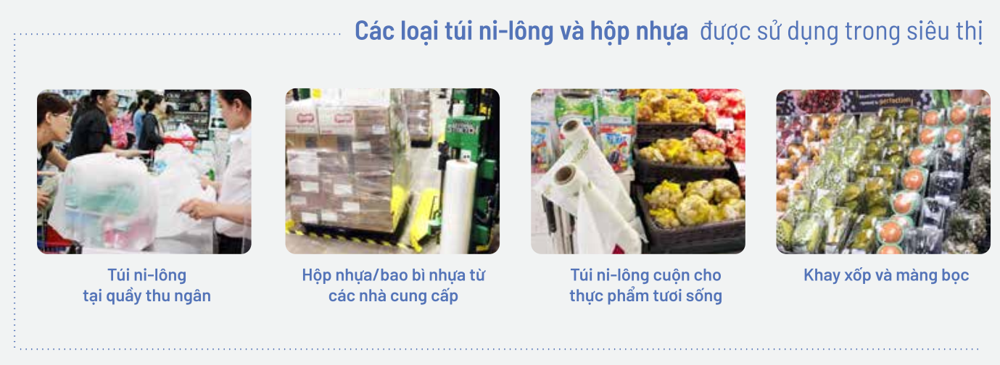 Các loại túi ni-lông và hộp nhựa được sử dụng trong siêu thị
perfection
Túi ni-lông
tại quầy thu ngân
Hộp nhựa/bao bì nhựa từ
các nhà cung cấp
Túi ni-lông cuộn cho
thực phẩm tươi sống
Khay xốp và màng bọc